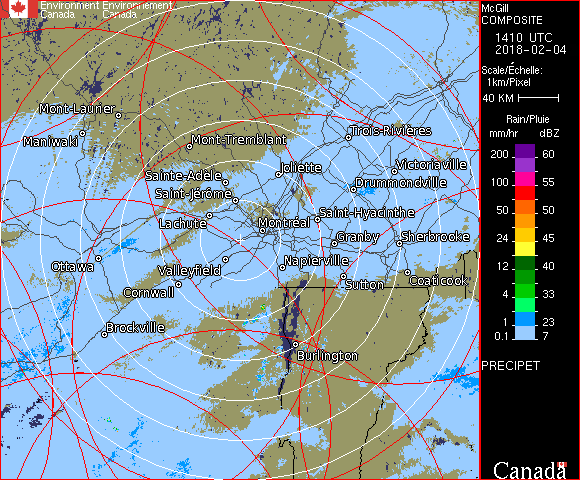 Environment Environnement
Canada Canada
McGill
COMPOSITE
1410 UTC
2018-02-04
Scale/Échelle:
1km/Pixel
40 KM
Rain/Pluie
mm/hr dBZ
200 60
100 55
50 50
24 45
12 40
4 33
1 23
0.1 7
PRECIPET
Canada
Mont-Laurier
Maniwaki
Mont-Tremblant
Trois-Rivières
Sainte-Adèle
Joliette
Victoriaville
Saint-Jérôme
Drummondville
Lachute
Montréal
Saint-Hyacinthe
Granby
Sherbrooke
Ottawa
Valleyfield
Napierville
Cornwall
Sutton
Coaticook
Brockville
Burlington